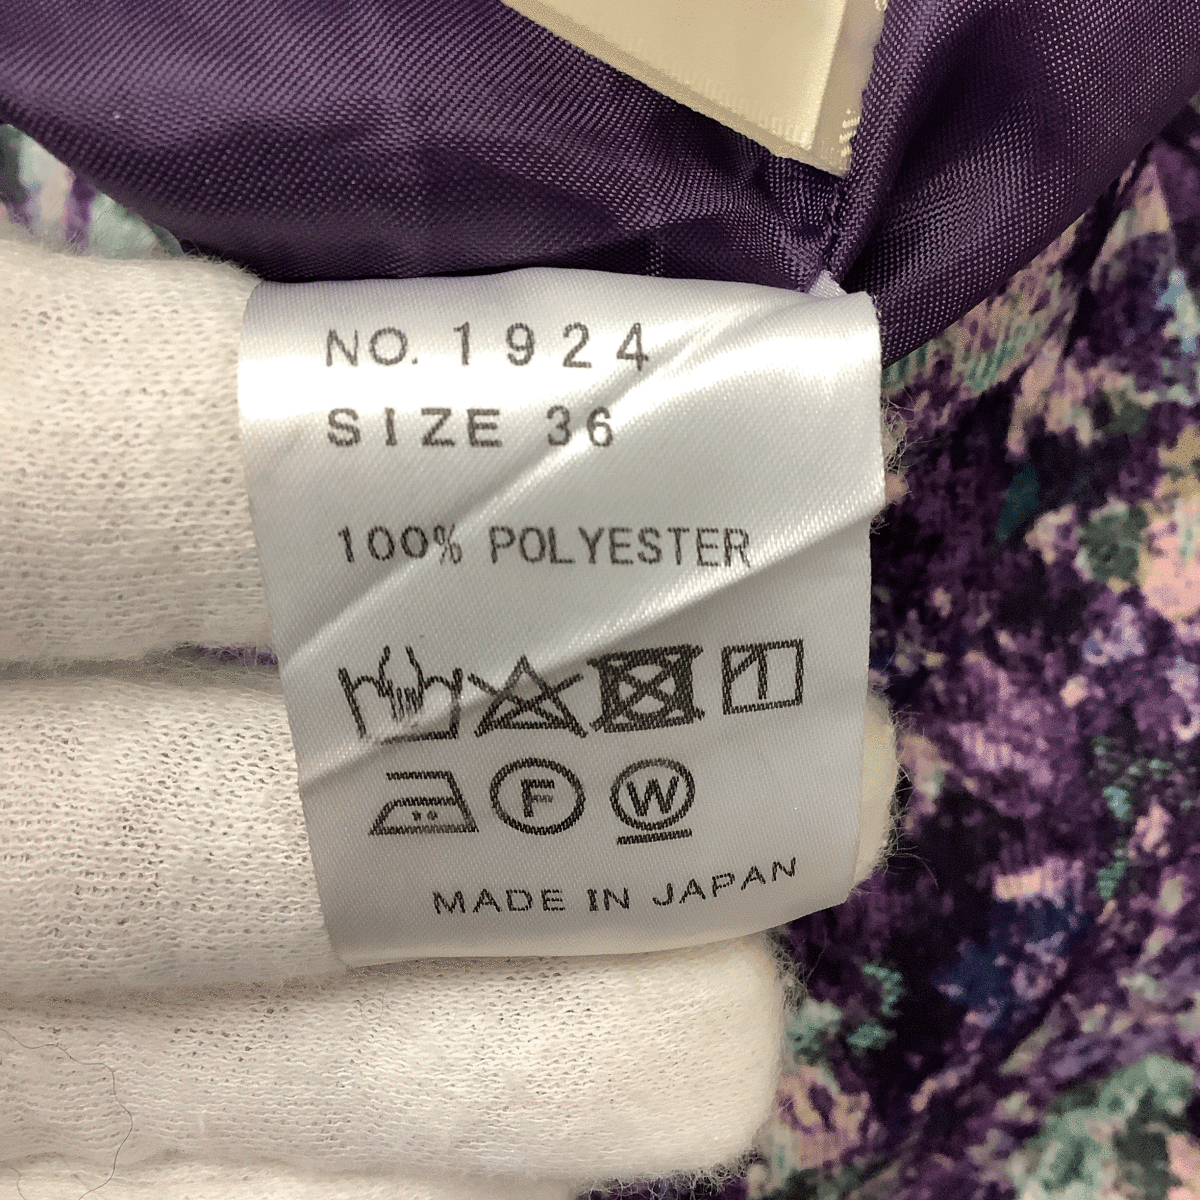 NO. 1924
SIZE 36
100% POLYESTER
F W
MADE IN JAPAN